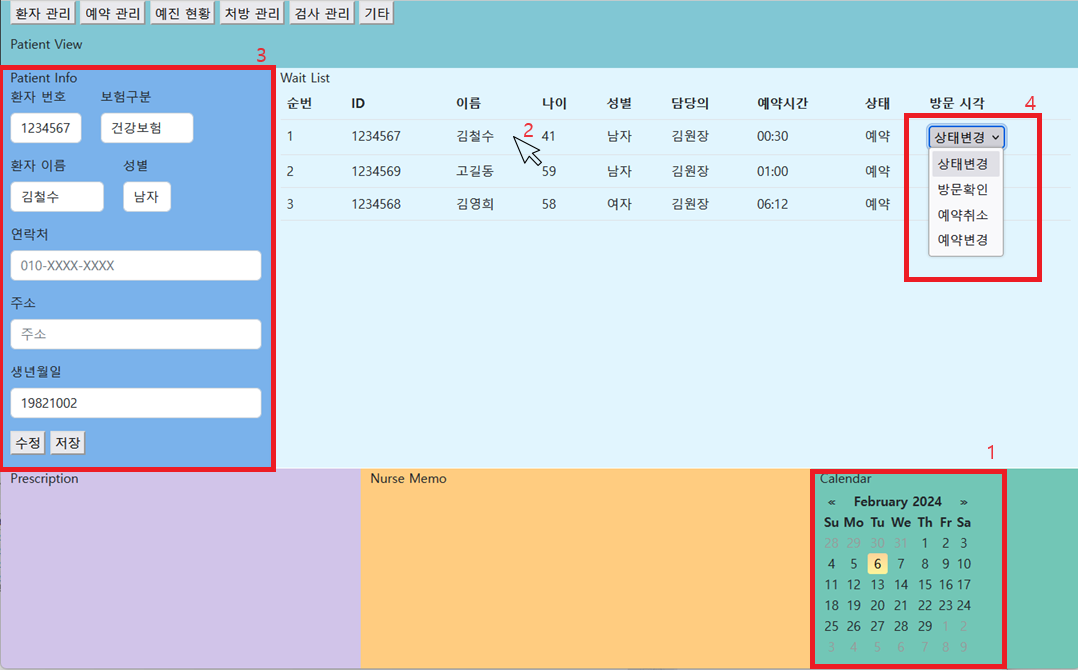 환자 관리 예약 관리 예진 현황 처방 관리 검사 관리 기타
Patient View
3
Patient Info
환자 번호 보험구분
1234567 건강보험
환자 이름 성별
김철수 남자
연락처
010-XXXX-XXXX
주소
주소
생년월일
19821002
수정 저장
Wait List
순번 ID 이름 나이 성별 담당의 예약시간 상태 방문 시각
1 1234567 김철수 41 남자 김원장 00:30 예약 상태변경
2 1234569 고길동 59 남자 김원장 01:00 예약
3 1234568 김영희 58 여자 김원장 06:12 예약
2
4
상태변경
방문확인
예약취소
예약변경
Prescription
Nurse Memo
1
Calendar
« February 2024 »
Su Mo Tu We Th Fr Sa
28 29 30 31 1 2 3
4 5 6 7 8 9 10
11 12 13 14 15 16 17
18 19 20 21 22 23 24
25 26 27 28 29 1 2
3 4 5 6 7 8 9